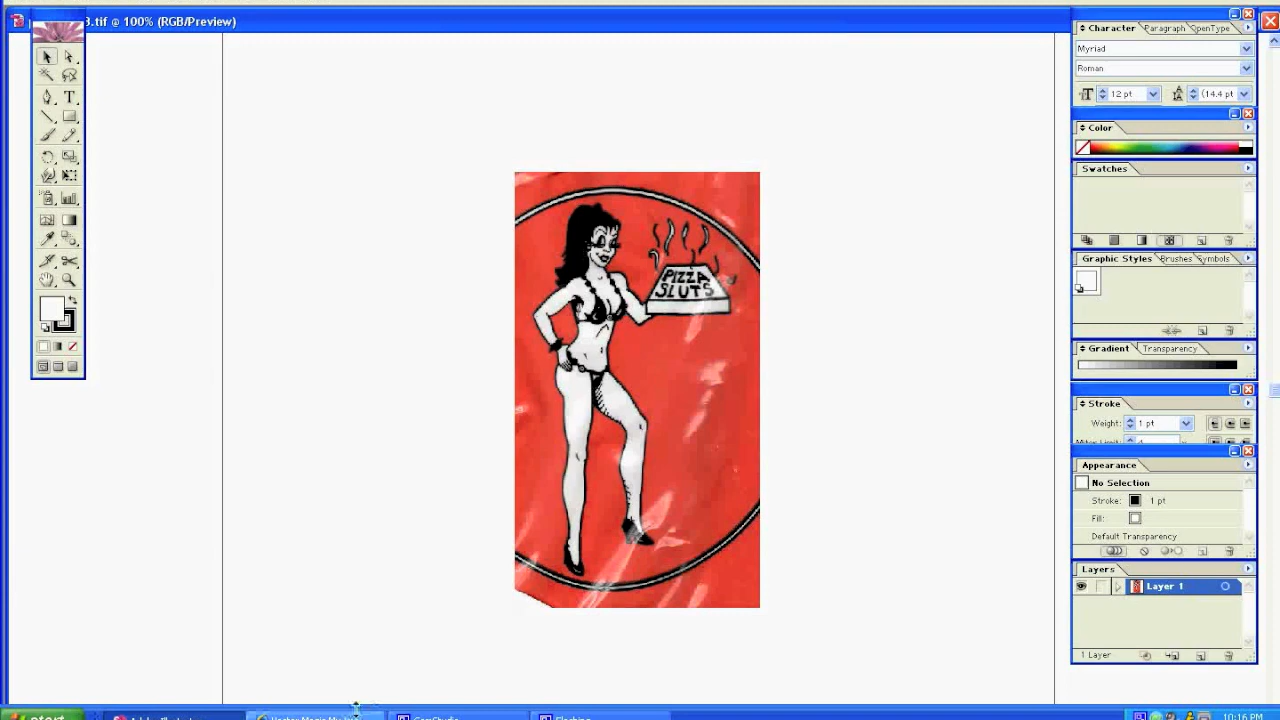 3.tif @ 100% (RGB/Preview)
Character
Paragraph
OpenType
Myriad
Roman
12 pt
(14.4 pt
Color
Swatches
Graphic Styles
Brushes
Symbols
Gradient
Transparency
Stroke
Weight:
1 pt
Appearance
No Selection
Stroke:
1 pt
Fill:
Default Transparency
Layers
Layer 1
1 Layer
PIZZA
SLUTS
start
10:16 PM